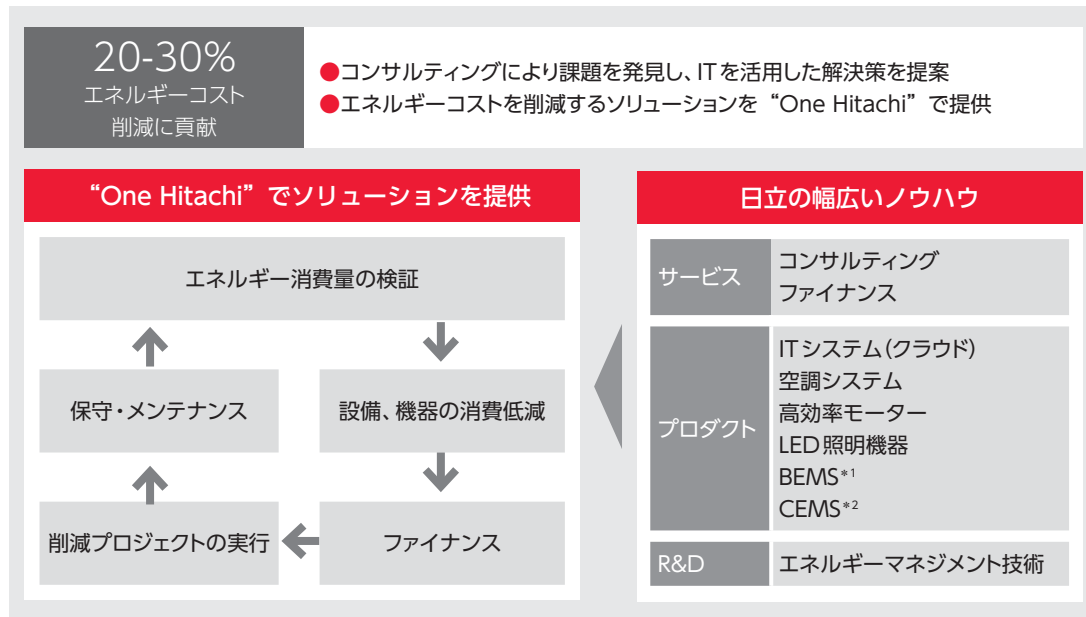 20-30%
エネルギーコスト
削減に貢献
●コンサルティングにより課題を発見し、ITを活用した解決策を提案
●エネルギーコストを削減するソリューションを“One Hitachi”で提供
“One Hitachi”でソリューションを提供
エネルギー消費量の検証
保守・メンテナンス
設備、機器の消費低減
削減プロジェクトの実行
ファイナンス
日立の幅広いノウハウ
サービス
コンサルティング
ファイナンス
プロダクト
ITシステム(クラウド)
空調システム
高効率モーター
LED照明機器
BEMS*1
CEMS*2
R&D
エネルギーマネジメント技術